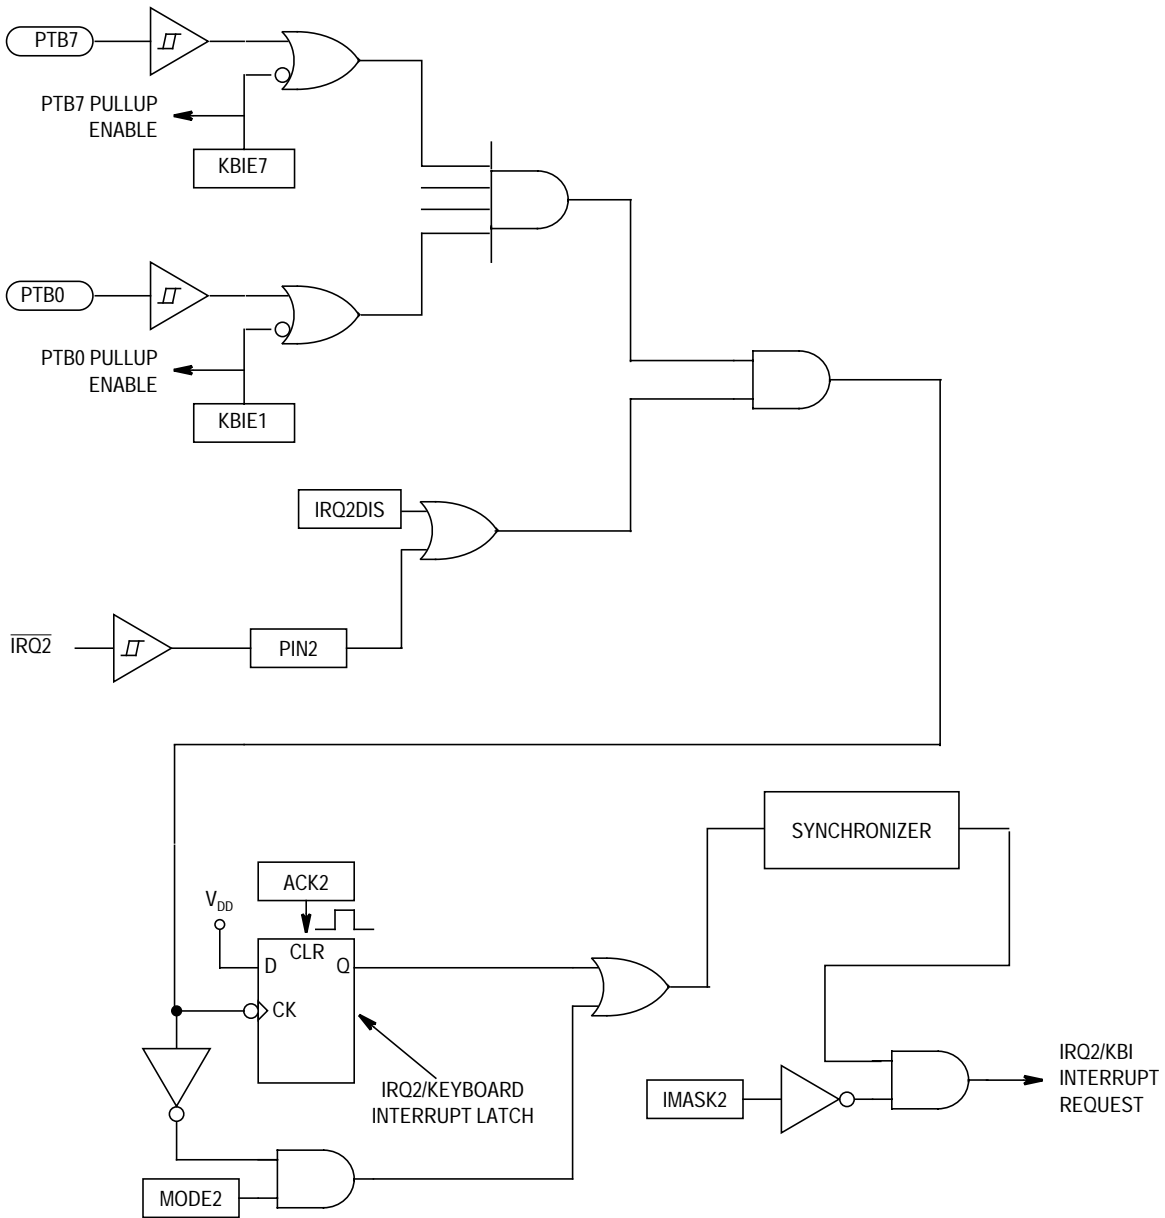 PTB7
PTB7 PULLUP
ENABLE
KBIE7
PTB0
PTB0 PULLUP
ENABLE
KBIE1
IRQ2DIS
IRQ2
PIN2
SYNCHRONIZER
ACK2
VDD
CLR
D
Q
CK
IRQ2/KEYBOARD
INTERRUPT LATCH
IMASK2
IRQ2/KBI
INTERRUPT
REQUEST
MODE2